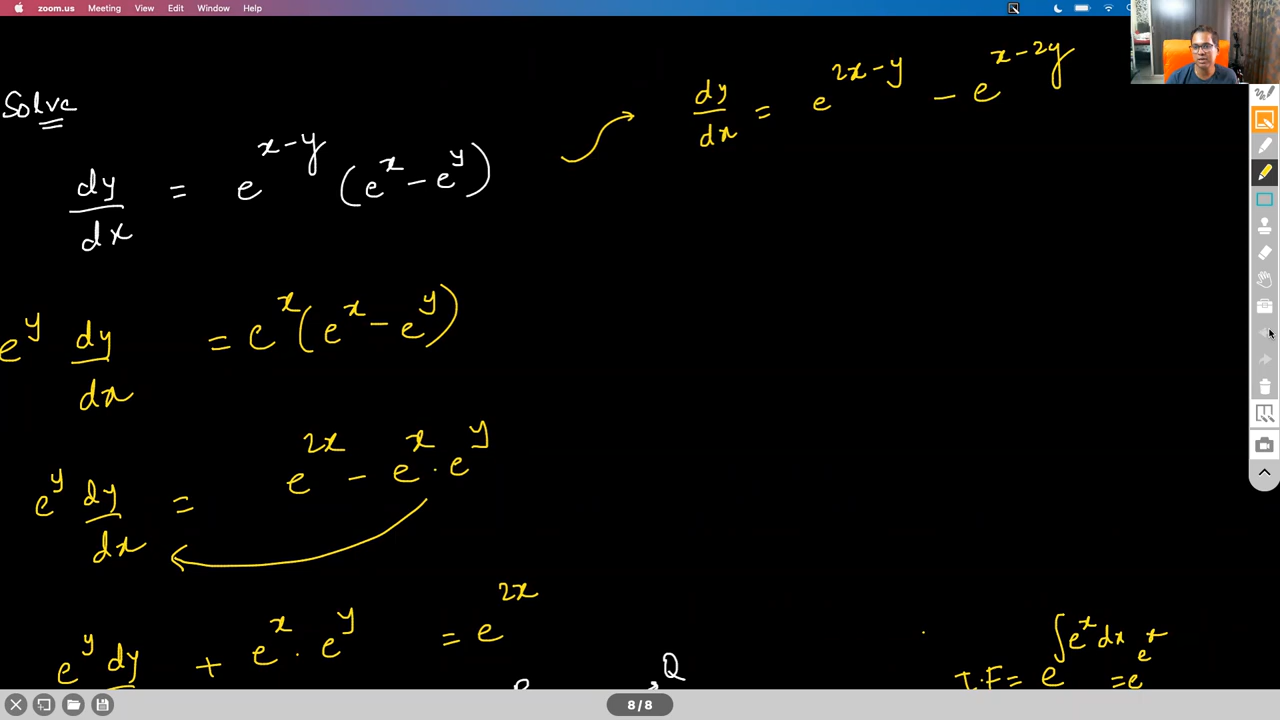 zoom.us Meeting View Edit Window Help
Solve
dy/dx = e^{x-y} (e^x - e^y)
dy/dx = e^{2x-y} - e^{x-2y}
e^y dy/dx = e^x(e^x - e^y)
e^y dy/dx = e^{2x} - e^x · e^y
e^y dy + e^x · e^y = e^{2x}
Q
∫e^x dx
I.F = e = e^{e^x}
8/8